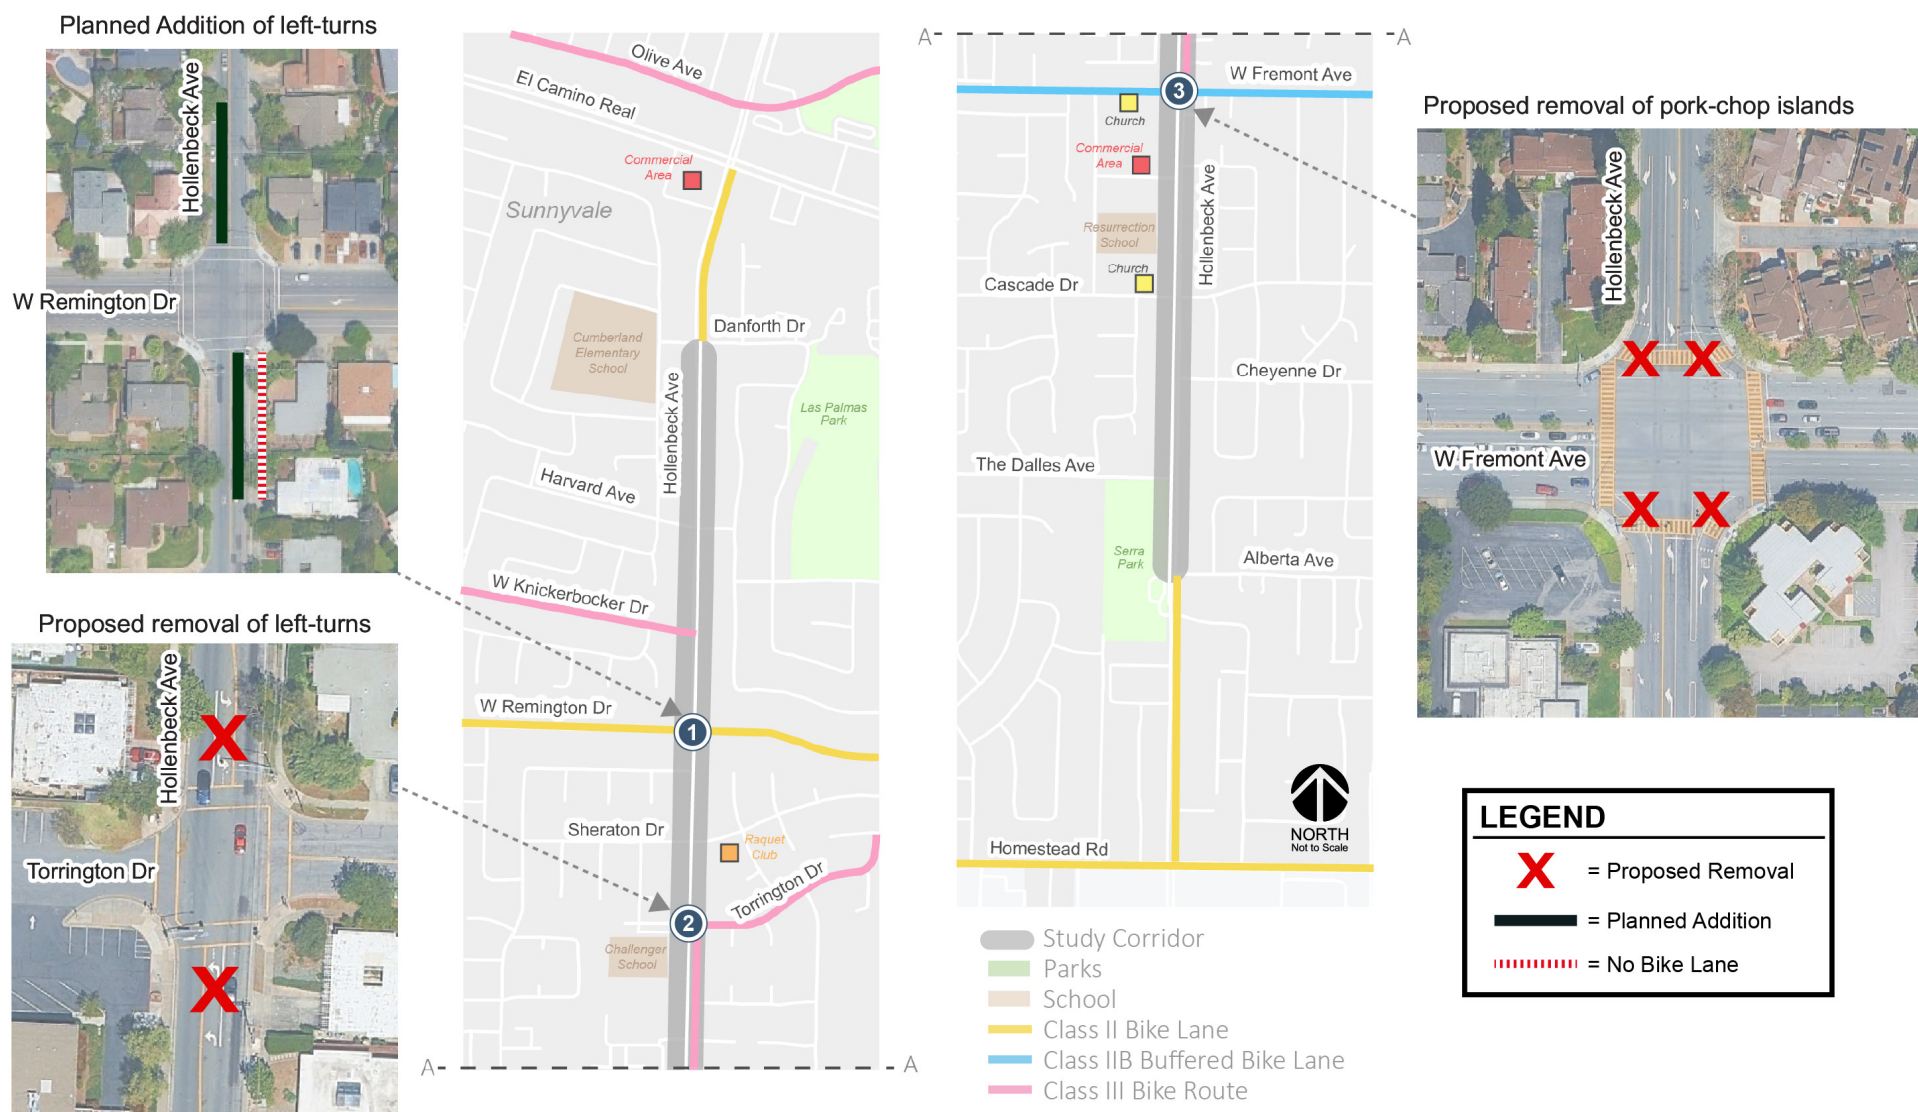 Planned Addition of left-turns
Hollenbeck Ave
W Remington Dr
Proposed removal of left-turns
Hollenbeck Ave
Torrington Dr
Olive Ave
El Camino Real
Commercial
Area
Sunnyvale
Danforth Dr
Cumberland
Elementary
School
Hollenbeck Ave
Las Palmas
Park
Harvard Ave
W Knickerbocker Dr
W Remington Dr
1
Sheraton Dr
Raquet
Club
Torrington Dr
2
Challenger
School
A
A
A
A
W Fremont Ave
3
Church
Commercial
Area
Hollenbeck Ave
Resurrection
School
Church
Cascade Dr
Cheyenne Dr
The Dalles Ave
Serra
Park
Alberta Ave
NORTH
Not to Scale
Homestead Rd
Study Corridor
Parks
School
Class II Bike Lane
Class IIB Buffered Bike Lane
Class III Bike Route
Proposed removal of pork-chop islands
Hollenbeck Ave
W Fremont Ave
LEGEND
X = Proposed Removal
= Planned Addition
= No Bike Lane